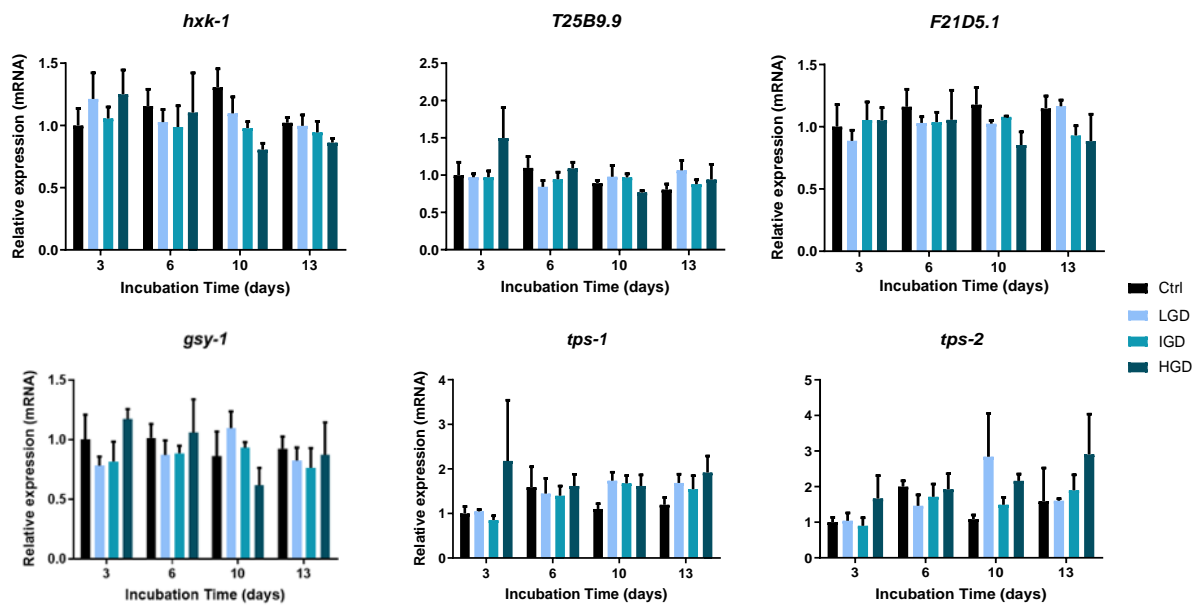 hxk-1
T25B9.9
F21D5.1
Relative expression (mRNA)
1.5
1.0
0.5
0.0
3 6 10 13
Incubation Time (days)
Relative expression (mRNA)
2.5
2.0
1.5
1.0
0.5
0.0
3 6 10 13
Incubation Time (days)
Relative expression (mRNA)
1.5
1.0
0.5
0.0
3 6 10 13
Incubation Time (days)
Ctrl
LGD
IGD
HGD
gsy-1
tps-1
tps-2
Relative expression (mRNA)
1.5
1.0
0.5
0.0
3 6 10 13
Incubation Time (days)
Relative expression (mRNA)
4
3
2
1
0
3 6 10 13
Incubation Time (days)
Relative expression (mRNA)
5
4
3
2
1
0
3 6 10 13
Incubation Time (days)